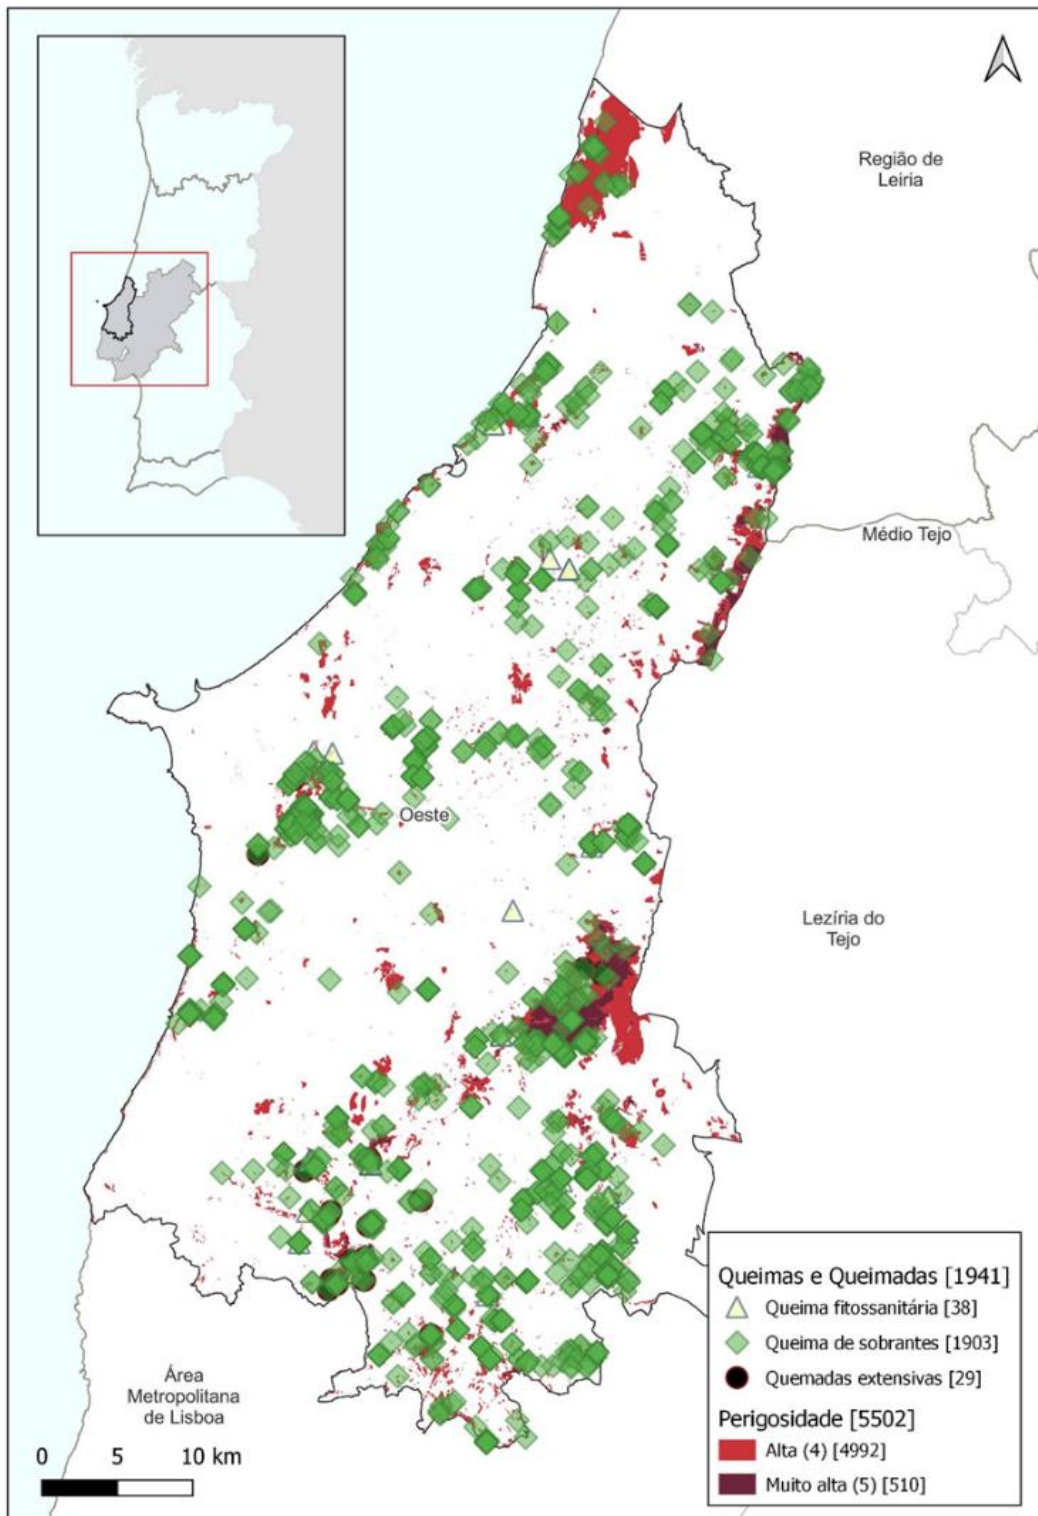 Região de
Leiria
Médio Tejo
Oeste
Lezíria do
Tejo
Área
Metropolitana
de Lisboa
0 5 10 km
Queimas e Queimadas [1941]
Queima fitossanitária [38]
Queima de sobrantes [1903]
Quemadas extensivas [29]
Perigosidade [5502]
Alta (4) [4992]
Muito alta (5) [510]